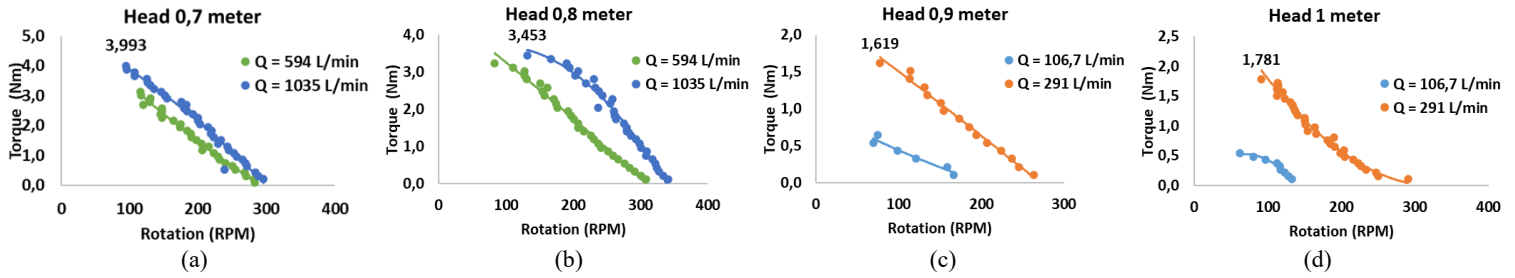 Head 0,7 meter
3,993
Q = 594 L/min
Q = 1035 L/min
Torque (Nm)
5,0
4,0
3,0
2,0
1,0
0,0
0
100
200
300
400
Rotation (RPM)
(a)
Head 0,8 meter
3,453
Q = 594 L/min
Q = 1035 L/min
Torque (Nm)
4,0
3,0
2,0
1,0
0,0
0
100
200
300
400
Rotation (RPM)
(b)
Head 0,9 meter
1,619
Q = 106,7 L/min
Q = 291 L/min
Torque (Nm)
2,0
1,5
1,0
0,5
0,0
0
100
200
300
Rotation (RPM)
(c)
Head 1 meter
1,781
Q = 106,7 L/min
Q = 291 L/min
Torque (Nm)
2,5
2,0
1,5
1,0
0,5
0,0
0
100
200
300
400
Rotation (RPM)
(d)